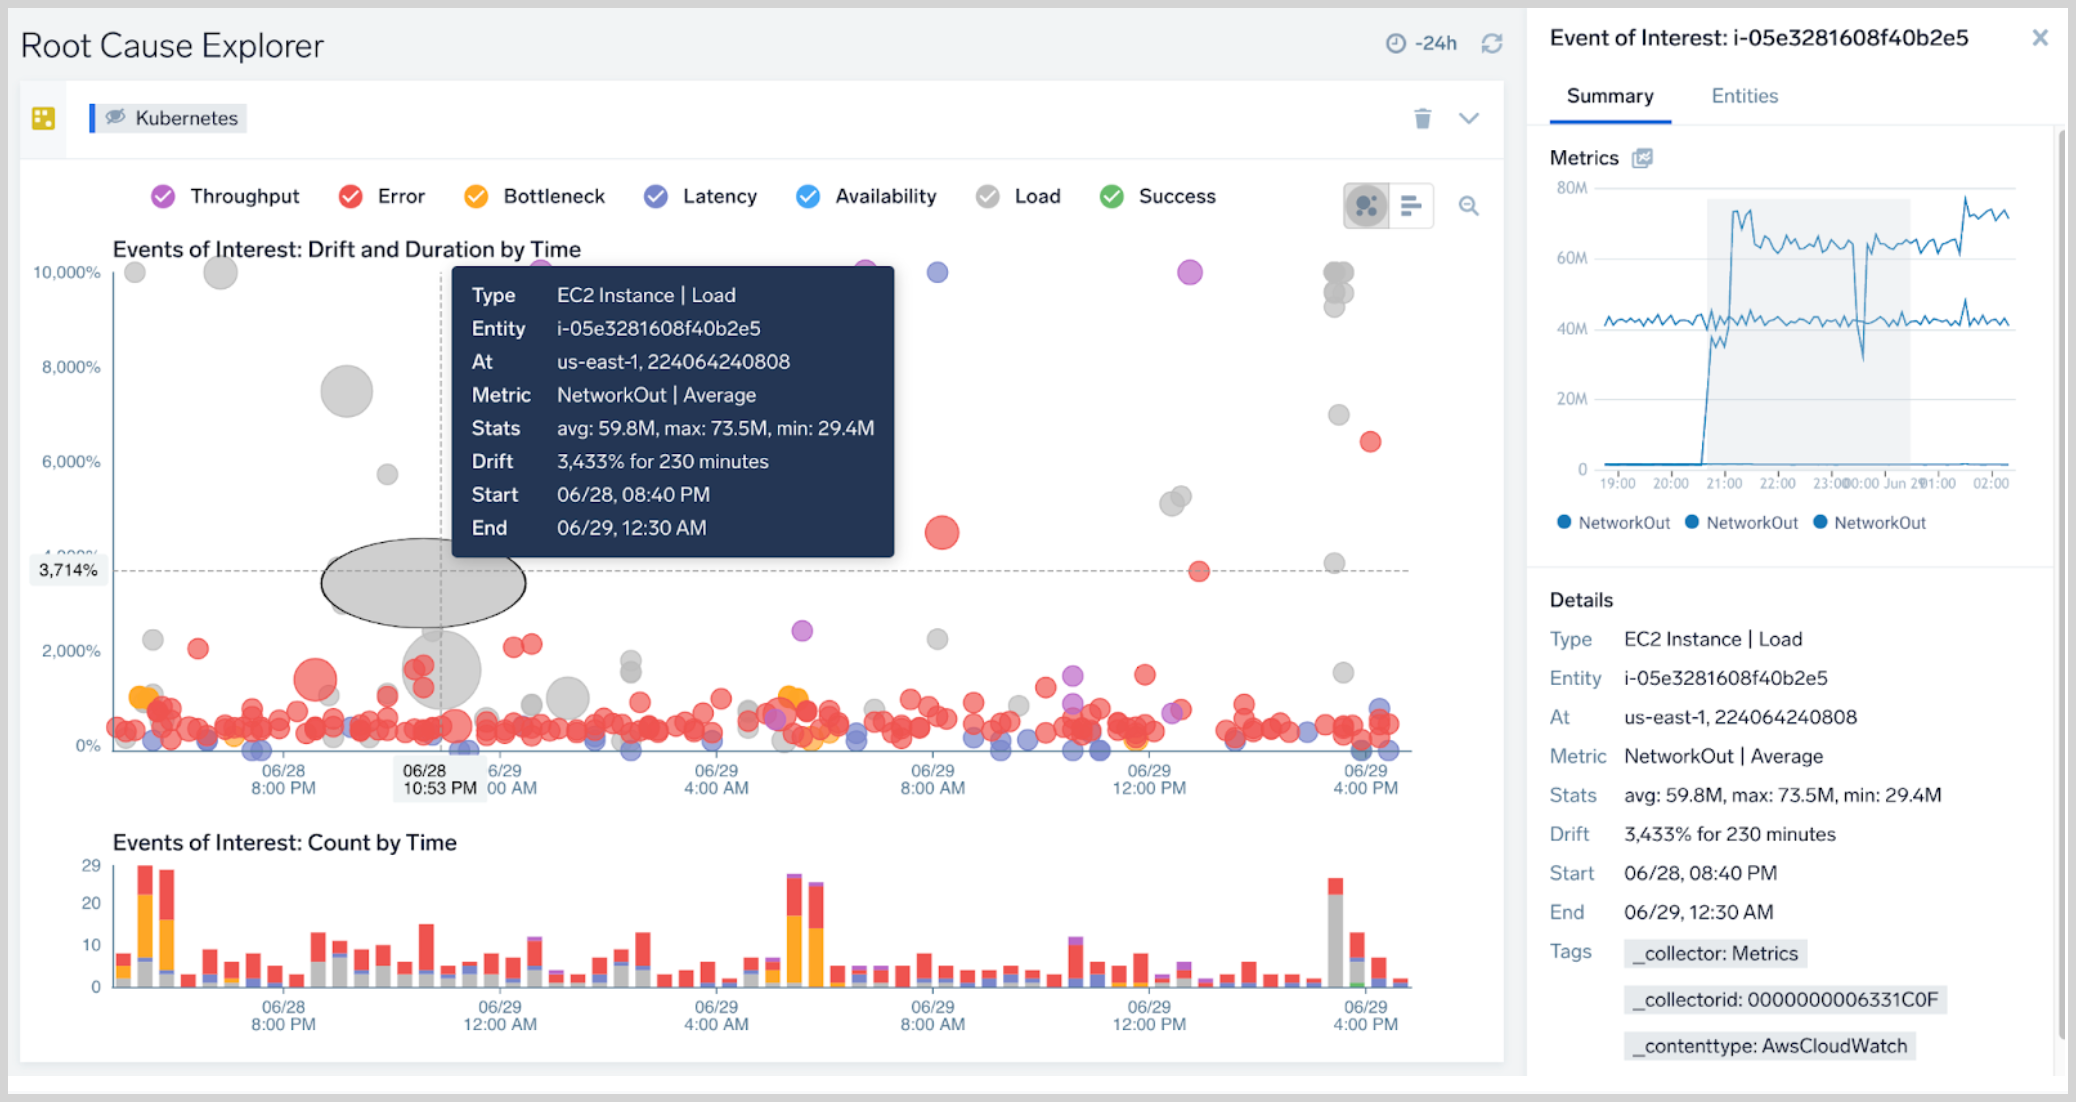 Root Cause Explorer
-24h
Kubernetes
Throughput Error Bottleneck Latency Availability Load Success
Events of Interest: Drift and Duration by Time
10,000%
8,000%
6,000%
4,000%
3,714%
2,000%
0%
Type EC2 Instance | Load
Entity i-05e3281608f40b2e5
At us-east-1, 224064240808
Metric NetworkOut | Average
Stats avg: 59.8M, max: 73.5M, min: 29.4M
Drift 3,433% for 230 minutes
Start 06/28, 08:40 PM
End 06/29, 12:30 AM
06/28 06/28 6/29 06/29 06/29 06/29 06/29
8:00 PM 10:53 PM 00 AM 4:00 AM 8:00 AM 12:00 PM 4:00 PM
Events of Interest: Count by Time
29
20
10
0
06/28 06/29 06/29 06/29 06/29 06/29
8:00 PM 12:00 AM 4:00 AM 8:00 AM 12:00 PM 4:00 PM
Event of Interest: i-05e3281608f40b2e5
Summary Entities
Metrics
80M
60M
40M
20M
0
19:00 20:00 21:00 22:00 23:00 00:00 Jun 29 01:00 02:00
NetworkOut NetworkOut NetworkOut
Details
Type EC2 Instance | Load
Entity i-05e3281608f40b2e5
At us-east-1, 224064240808
Metric NetworkOut | Average
Stats avg: 59.8M, max: 73.5M, min: 29.4M
Drift 3,433% for 230 minutes
Start 06/28, 08:40 PM
End 06/29, 12:30 AM
Tags _collector: Metrics
_collectorid: 0000000006331C0F
_contenttype: AwsCloudWatch